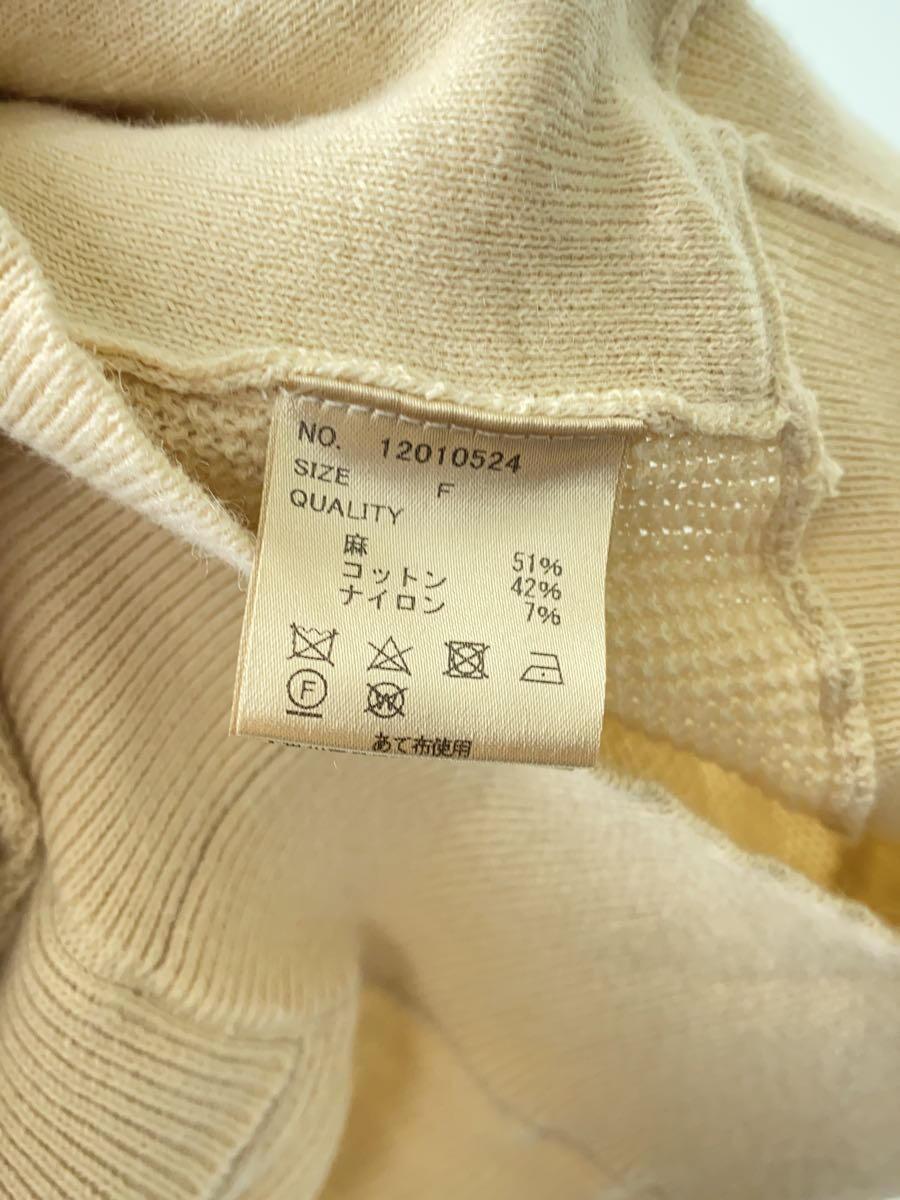 NO. 12010524
SIZE F
QUALITY
麻 51%
コットン 42%
ナイロン 7%
F W
あて布使用